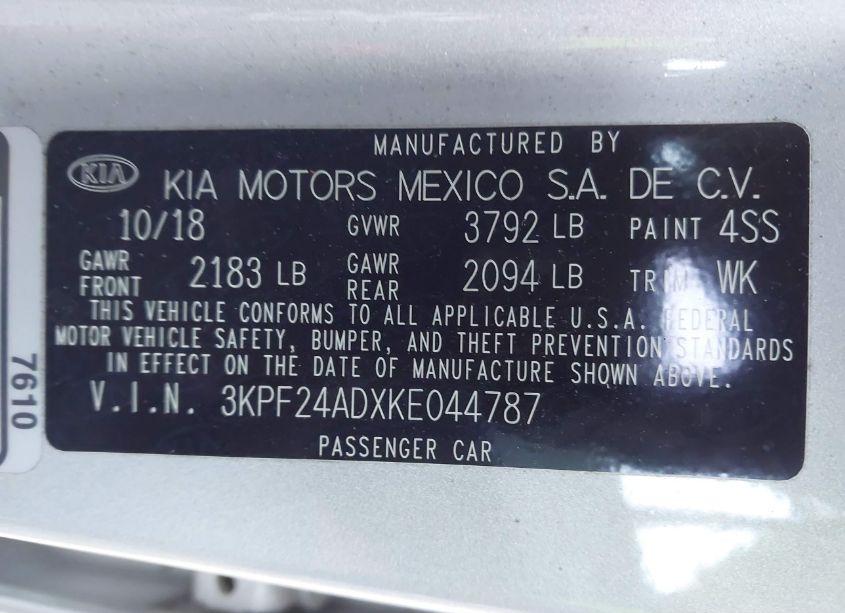 MANUFACTURED BY
KIA KIA MOTORS MEXICO S.A. DE C.V.
10/18 GVWR 3792 LB PAINT 4SS
GAWR FRONT 2183 LB GAWR REAR 2094 LB TRIM WK
THIS VEHICLE CONFORMS TO ALL APPLICABLE U.S.A. FEDERAL
MOTOR VEHICLE SAFETY, BUMPER, AND THEFT PREVENTION STANDARDS
IN EFFECT ON THE DATE OF MANUFACTURE SHOWN ABOVE.
V.I.N. 3KPF24ADXKE044787
PASSENGER CAR
7610